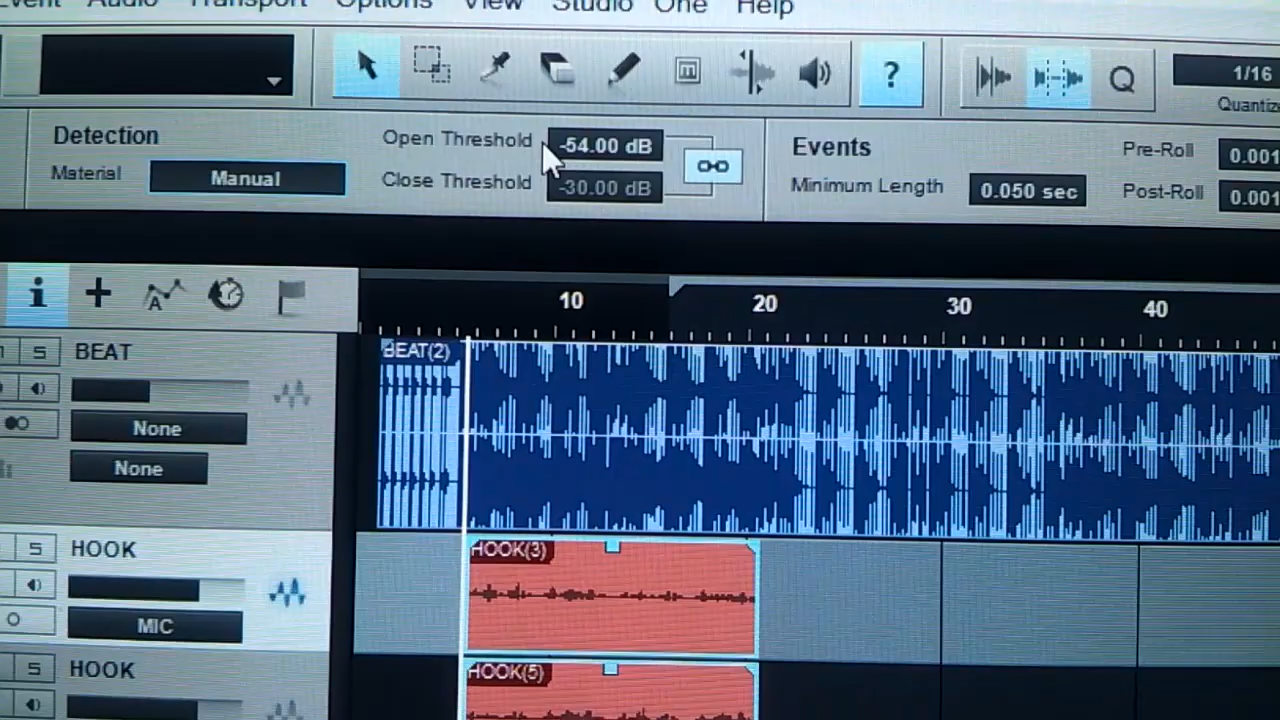 Event Audio Transport Options View Studio One Help
?
Q
1/16
Quantiz
Detection
Material
Manual
Open Threshold
-54.00 dB
Close Threshold
-30.00 dB
Events
Minimum Length
0.050 sec
Pre-Roll
0.001
Post-Roll
0.001
i
A
10
20
30
40
S
BEAT
None
None
BEAT(2)
S
HOOK
MIC
HOOK(3)
S
HOOK
HOOK(5)